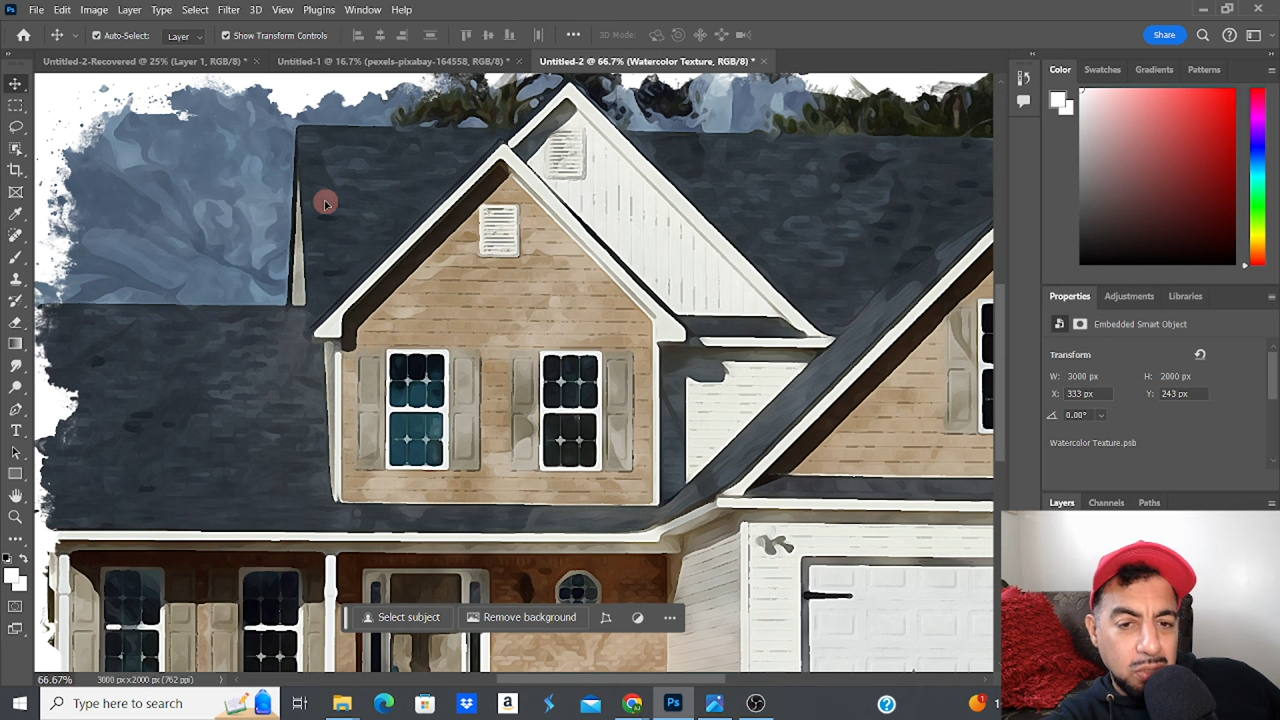 Ps File Edit Image Layer Type Select Filter 3D View Plugins Window Help
Auto-Select: Layer Show Transform Controls 3D Mode: Share
Untitled-2-Recovered @ 25% (Layer 1, RGB/8) * Untitled-1 @ 16.7% (pexels-pixabay-164558, RGB/8) * Untitled-2 @ 66.7% (Watercolor Texture, RGB/8) *
Color Swatches Gradients Patterns
Properties Adjustments Libraries
Embedded Smart Object
Transform
W: 3000 px H: 2000 px
X: 333 px Y: 243 px
0.00°
Watercolor Texture.psb
Layers Channels Paths
Select subject Remove background
66.67% 3000 px x 2000 px (762 ppi)
Type here to search